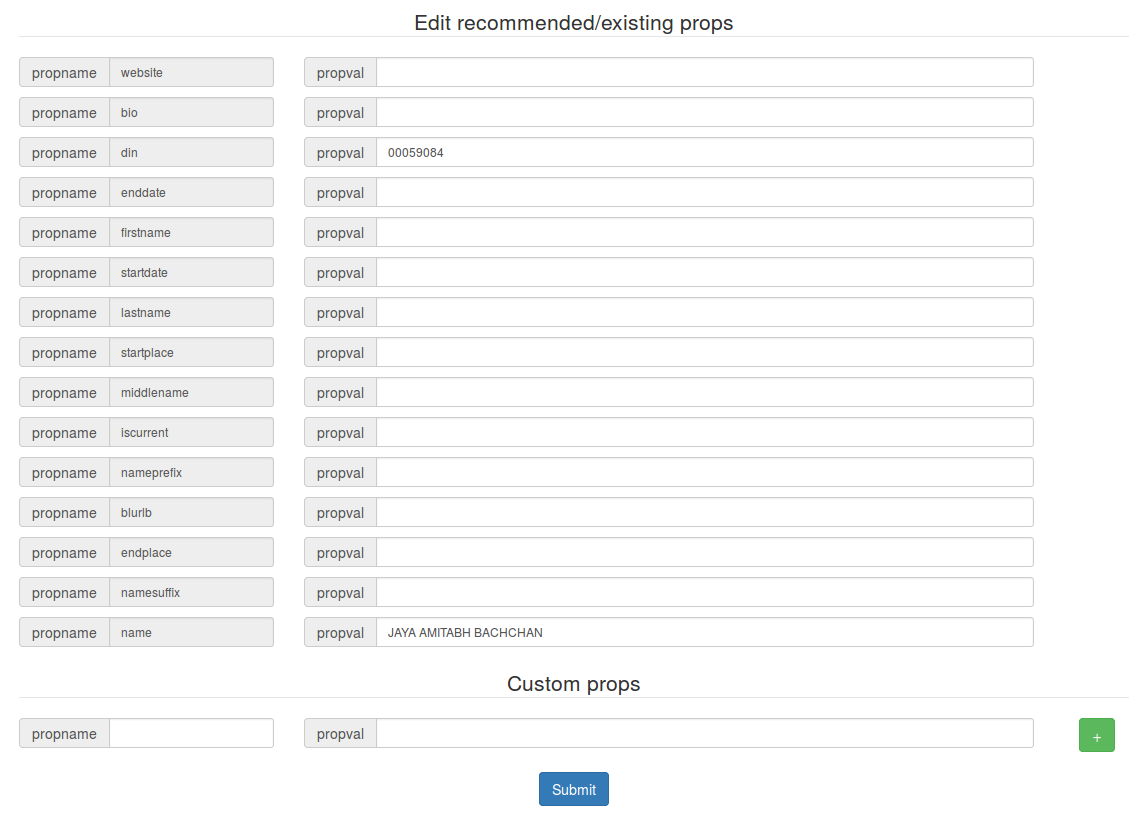 Edit recommended/existing props
propname website propval
propname bio propval
propname din propval 00059084
propname enddate propval
propname firstname propval
propname startdate propval
propname lastname propval
propname startplace propval
propname middlename propval
propname iscurrent propval
propname nameprefix propval
propname blurlb propval
propname endplace propval
propname namesuffix propval
propname name propval JAYA AMITABH BACHCHAN
Custom props
propname propval +
Submit